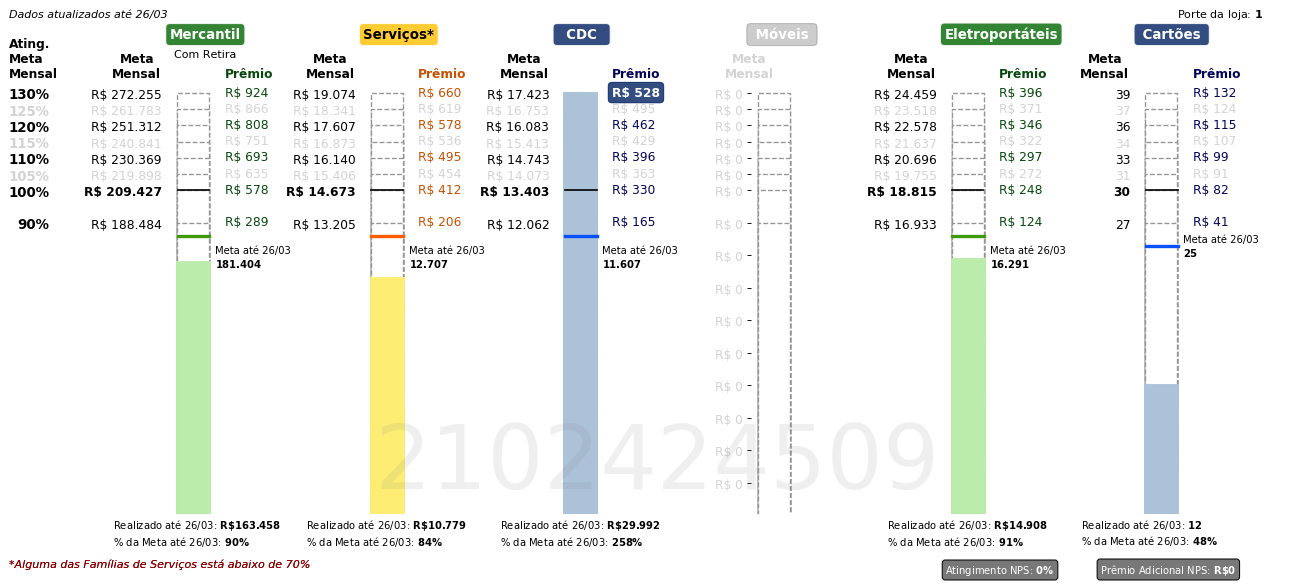 Dados atualizados até 26/03
Porte da loja: 1
Mercantil Serviços* CDC Móveis Eletroportáteis Cartões
Com Retira
Ating. Meta Mensal
Meta Mensal Prêmio Meta Mensal Prêmio Meta Mensal Prêmio Meta Mensal Meta Mensal Prêmio Meta Mensal Prêmio
130% R$ 272.255 R$ 924 R$ 19.074 R$ 660 R$ 17.423 R$ 528 R$ 0 R$ 24.459 R$ 396 39 R$ 132
125% R$ 261.783 R$ 866 R$ 18.341 R$ 619 R$ 16.753 R$ 495 R$ 0 R$ 23.518 R$ 371 37 R$ 124
120% R$ 251.312 R$ 808 R$ 17.607 R$ 578 R$ 16.083 R$ 462 R$ 0 R$ 22.578 R$ 346 36 R$ 115
115% R$ 240.841 R$ 751 R$ 16.873 R$ 536 R$ 15.413 R$ 429 R$ 0 R$ 21.637 R$ 322 34 R$ 107
110% R$ 230.369 R$ 693 R$ 16.140 R$ 495 R$ 14.743 R$ 396 R$ 0 R$ 20.696 R$ 297 33 R$ 99
105% R$ 219.898 R$ 635 R$ 15.406 R$ 454 R$ 14.073 R$ 363 R$ 0 R$ 19.755 R$ 272 31 R$ 91
100% R$ 209.427 R$ 578 R$ 14.673 R$ 412 R$ 13.403 R$ 330 R$ 0 R$ 18.815 R$ 248 30 R$ 82
90% R$ 188.484 R$ 289 R$ 13.205 R$ 206 R$ 12.062 R$ 165 R$ 0 R$ 16.933 R$ 124 27 R$ 41
Meta até 26/03 Meta até 26/03 Meta até 26/03 R$ 0 Meta até 26/03 Meta até 26/03
181.404 12.707 11.607 16.291 25
R$ 0
R$ 0
R$ 0
R$ 0
R$ 0
R$ 0
R$ 0
2102424509
Realizado até 26/03: R$163.458 Realizado até 26/03: R$10.779 Realizado até 26/03: R$29.992 Realizado até 26/03: R$14.908 Realizado até 26/03: 12
% da Meta até 26/03: 90% % da Meta até 26/03: 84% % da Meta até 26/03: 258% % da Meta até 26/03: 91% % da Meta até 26/03: 48%
*Alguma das Famílias de Serviços está abaixo de 70%
Atingimento NPS: 0% Prêmio Adicional NPS: R$0